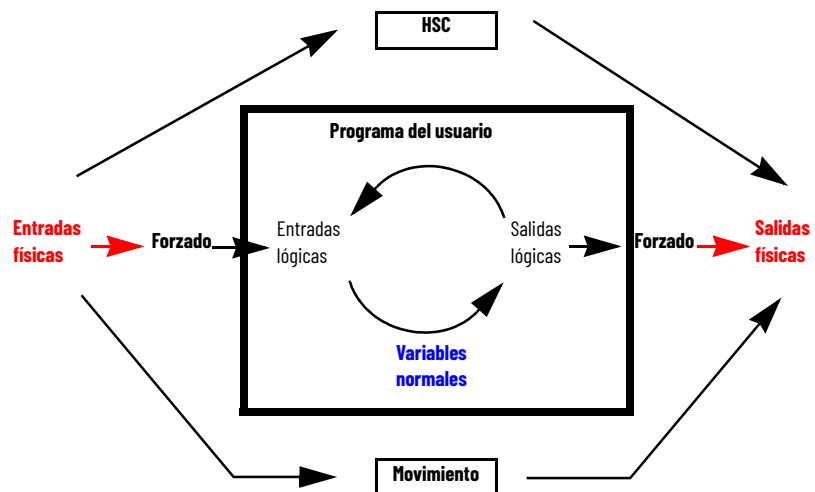 HSC
Programa del usuario
Entradas
físicas
Forzado
Entradas
lógicas
Salidas
lógicas
Forzado
Salidas
físicas
Variables
normales
Movimiento